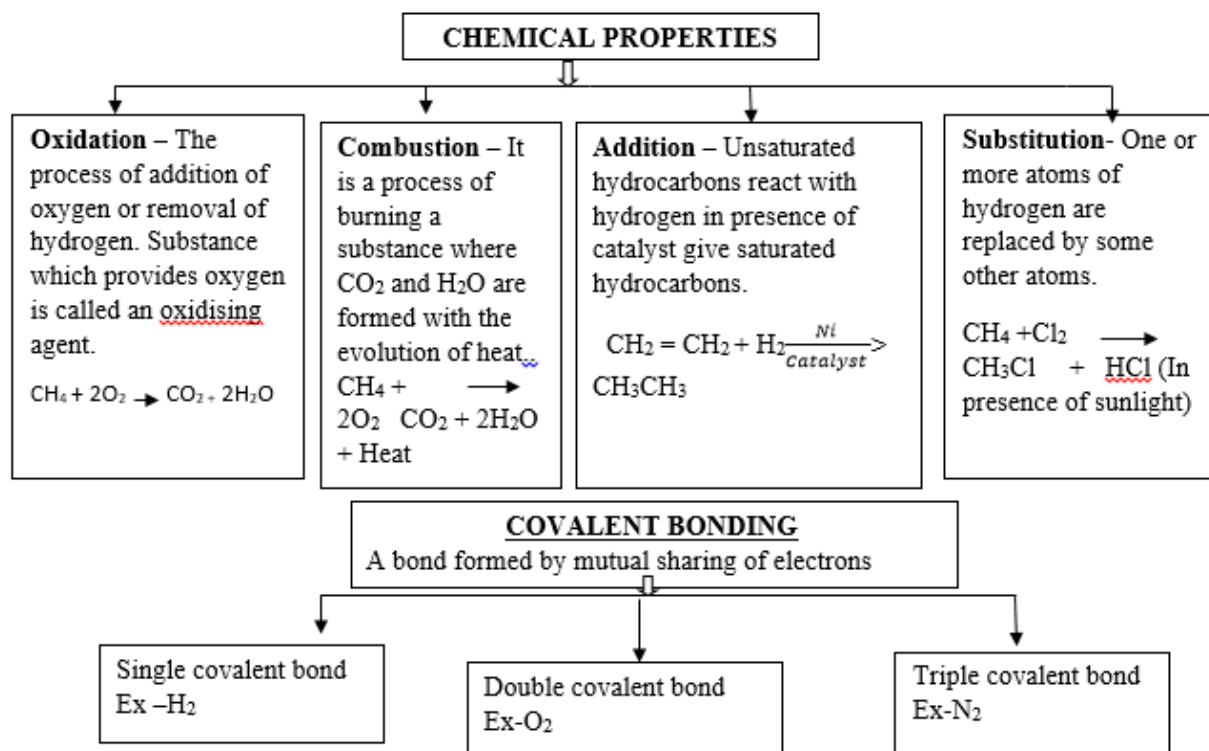 CHEMICAL PROPERTIES
Oxidation – The
process of addition of
oxygen or removal of
hydrogen. Substance
which provides oxygen
is called an oxidising
agent.
CH₄ + 2O₂ → CO₂ + 2H₂O
Combustion – It
is a process of
burning a
substance where
CO₂ and H₂O are
formed with the
evolution of heat..
CH₄ + →
2O₂ CO₂ + 2H₂O
+ Heat
Addition – Unsaturated
hydrocarbons react with
hydrogen in presence of
catalyst give saturated
hydrocarbons.
Ni
CH₂ = CH₂ + H₂ ———>
Catalyst
CH₃CH₃
Substitution- One or
more atoms of
hydrogen are
replaced by some
other atoms.
CH₄ +Cl₂ →
CH₃Cl + HCl (In
presence of sunlight)
COVALENT BONDING
A bond formed by mutual sharing of electrons
Single covalent bond
Ex –H₂
Double covalent bond
Ex-O₂
Triple covalent bond
Ex-N₂